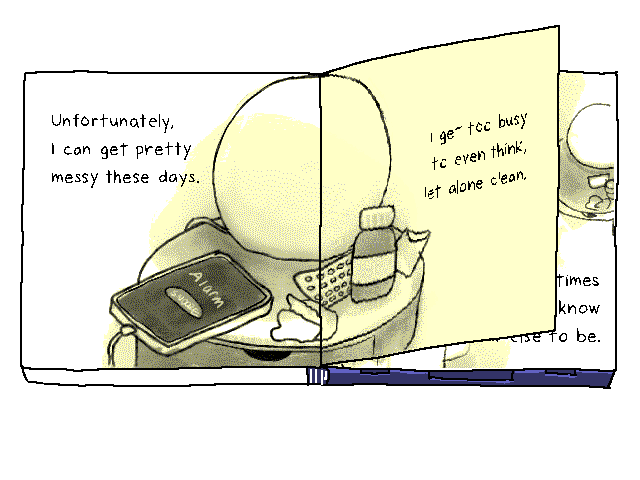 Unfortunately,
I can get pretty
messy these days.
Alarm
I get too busy
to even think,
let alone clean.
times
know
else to be.